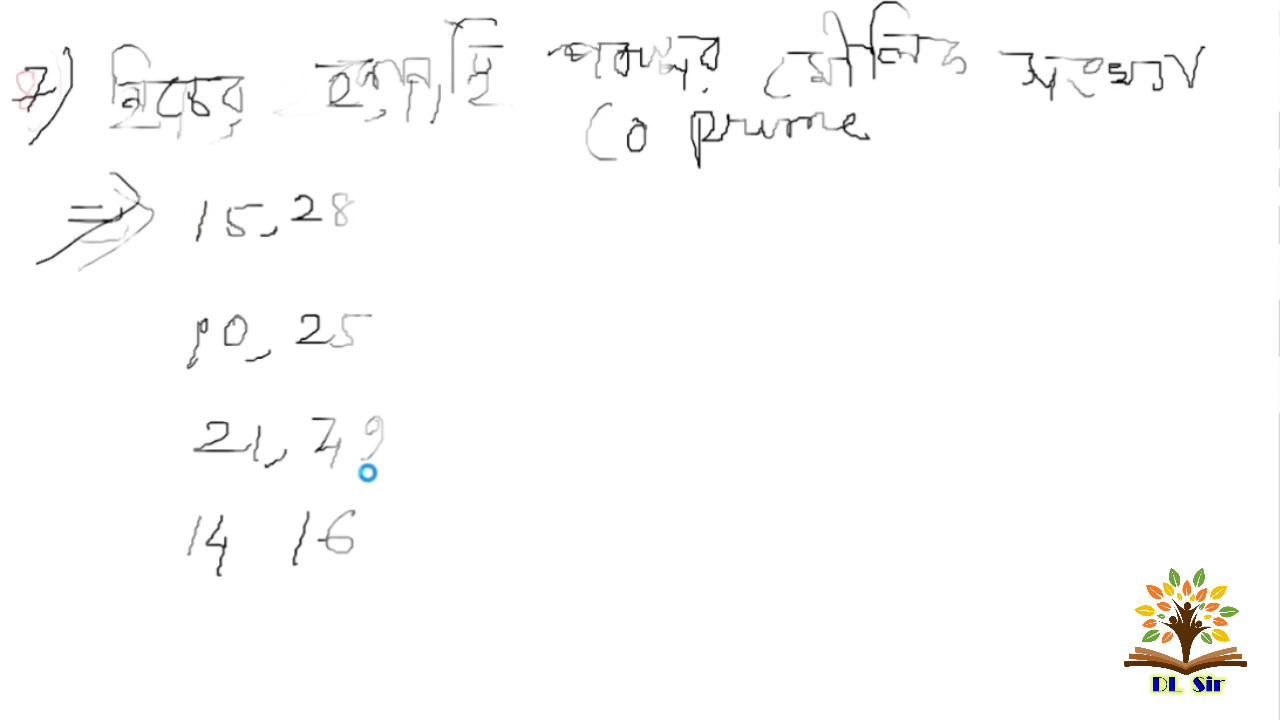 7) নিচের কোনটি পরস্পর মৌলিক সংখ্যা
Co prime
⇒ 15, 28
10, 25
21, 49
14 16
DL Sir